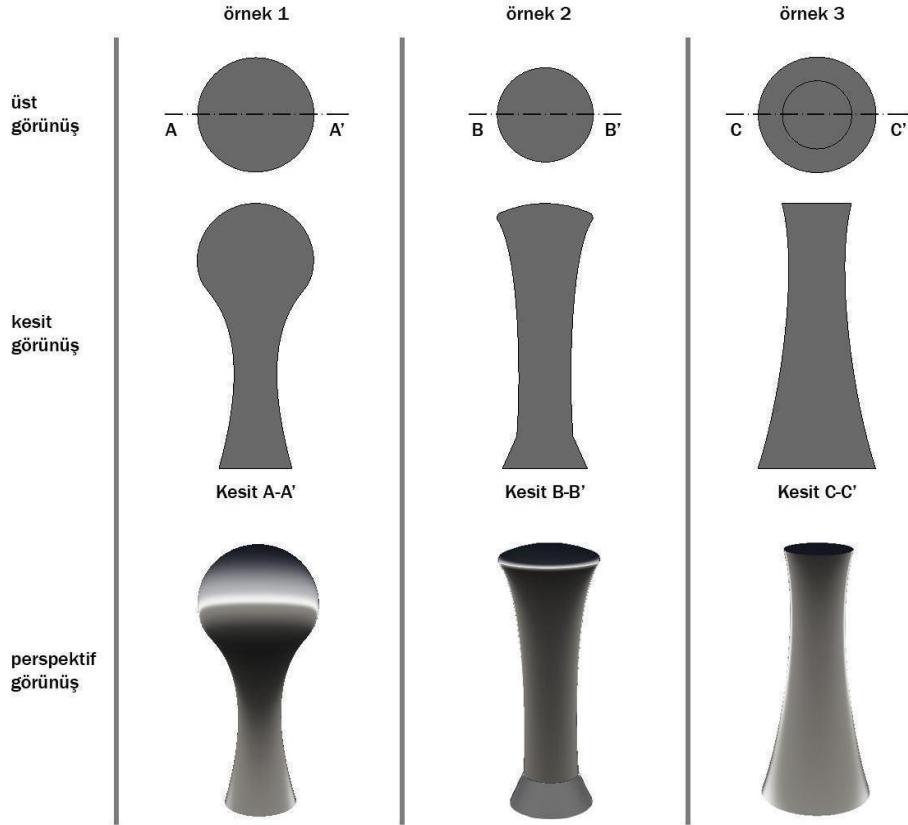 örnek 1
örnek 2
örnek 3
üst
görünüş
A
A'
B
B'
C
C'
kesit
görünüş
Kesit A-A'
Kesit B-B'
Kesit C-C'
perspektif
görünüş